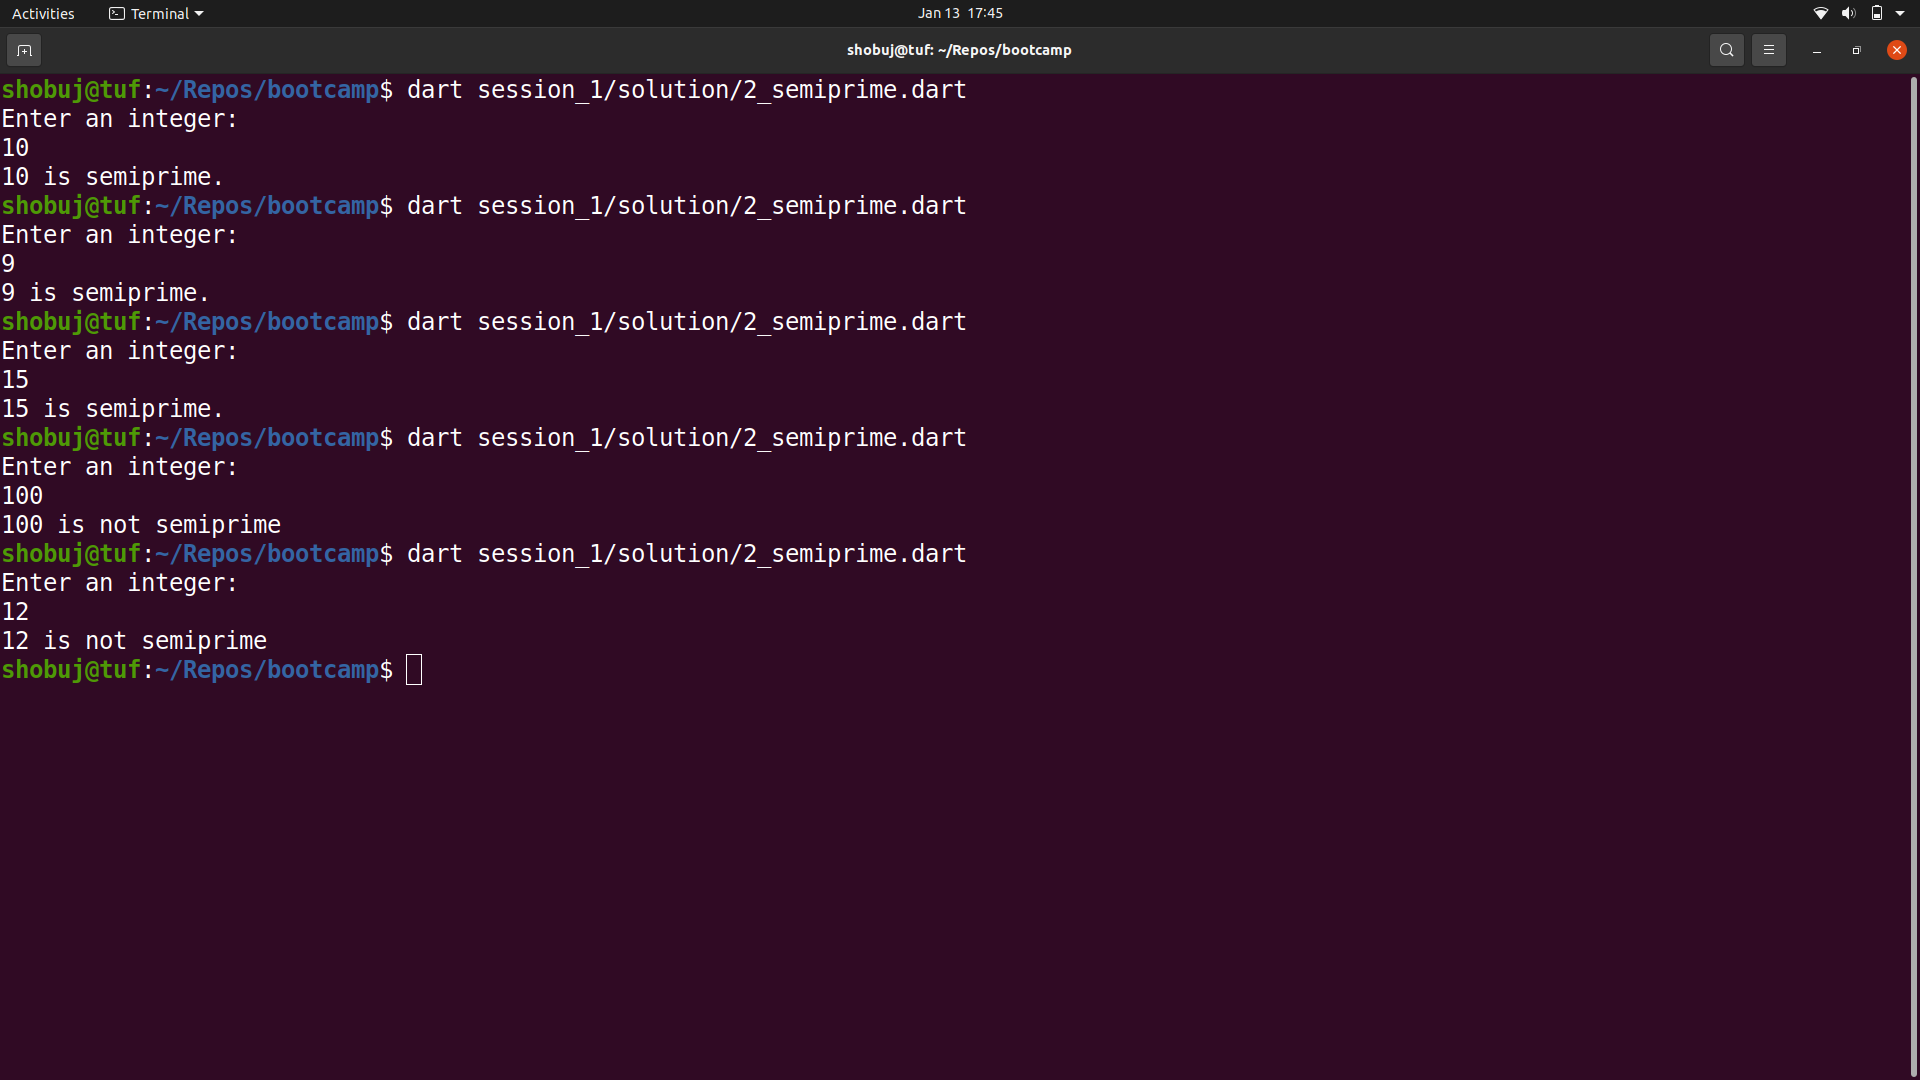 Activities Terminal Jan 13 17:45
shobuj@tuf: ~/Repos/bootcamp
shobuj@tuf:~/Repos/bootcamp$ dart session_1/solution/2_semiprime.dart
Enter an integer:
10
10 is semiprime.
shobuj@tuf:~/Repos/bootcamp$ dart session_1/solution/2_semiprime.dart
Enter an integer:
9
9 is semiprime.
shobuj@tuf:~/Repos/bootcamp$ dart session_1/solution/2_semiprime.dart
Enter an integer:
15
15 is semiprime.
shobuj@tuf:~/Repos/bootcamp$ dart session_1/solution/2_semiprime.dart
Enter an integer:
100
100 is not semiprime
shobuj@tuf:~/Repos/bootcamp$ dart session_1/solution/2_semiprime.dart
Enter an integer:
12
12 is not semiprime
shobuj@tuf:~/Repos/bootcamp$